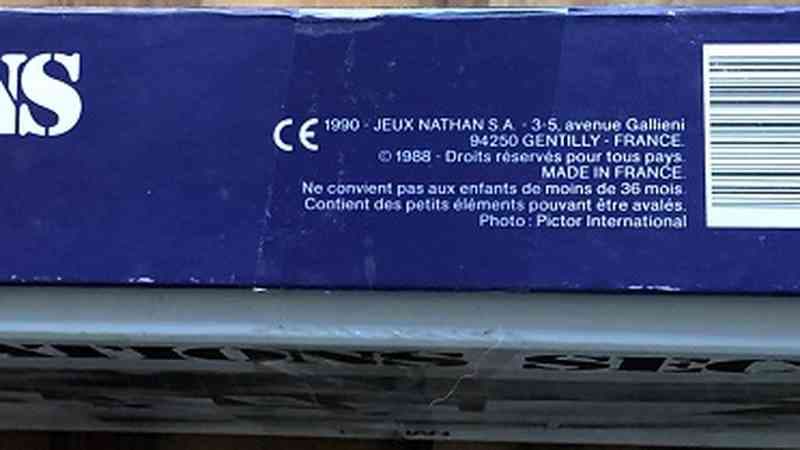 NS
CE 1990 - JEUX NATHAN S.A. - 3-5, avenue Gallieni
94250 GENTILLY - FRANCE.
© 1988 - Droits réservés pour tous pays.
MADE IN FRANCE.
Ne convient pas aux enfants de moins de 36 mois.
Contient des petits éléments pouvant être avalés.
Photo : Pictor International
ATIONS SEC